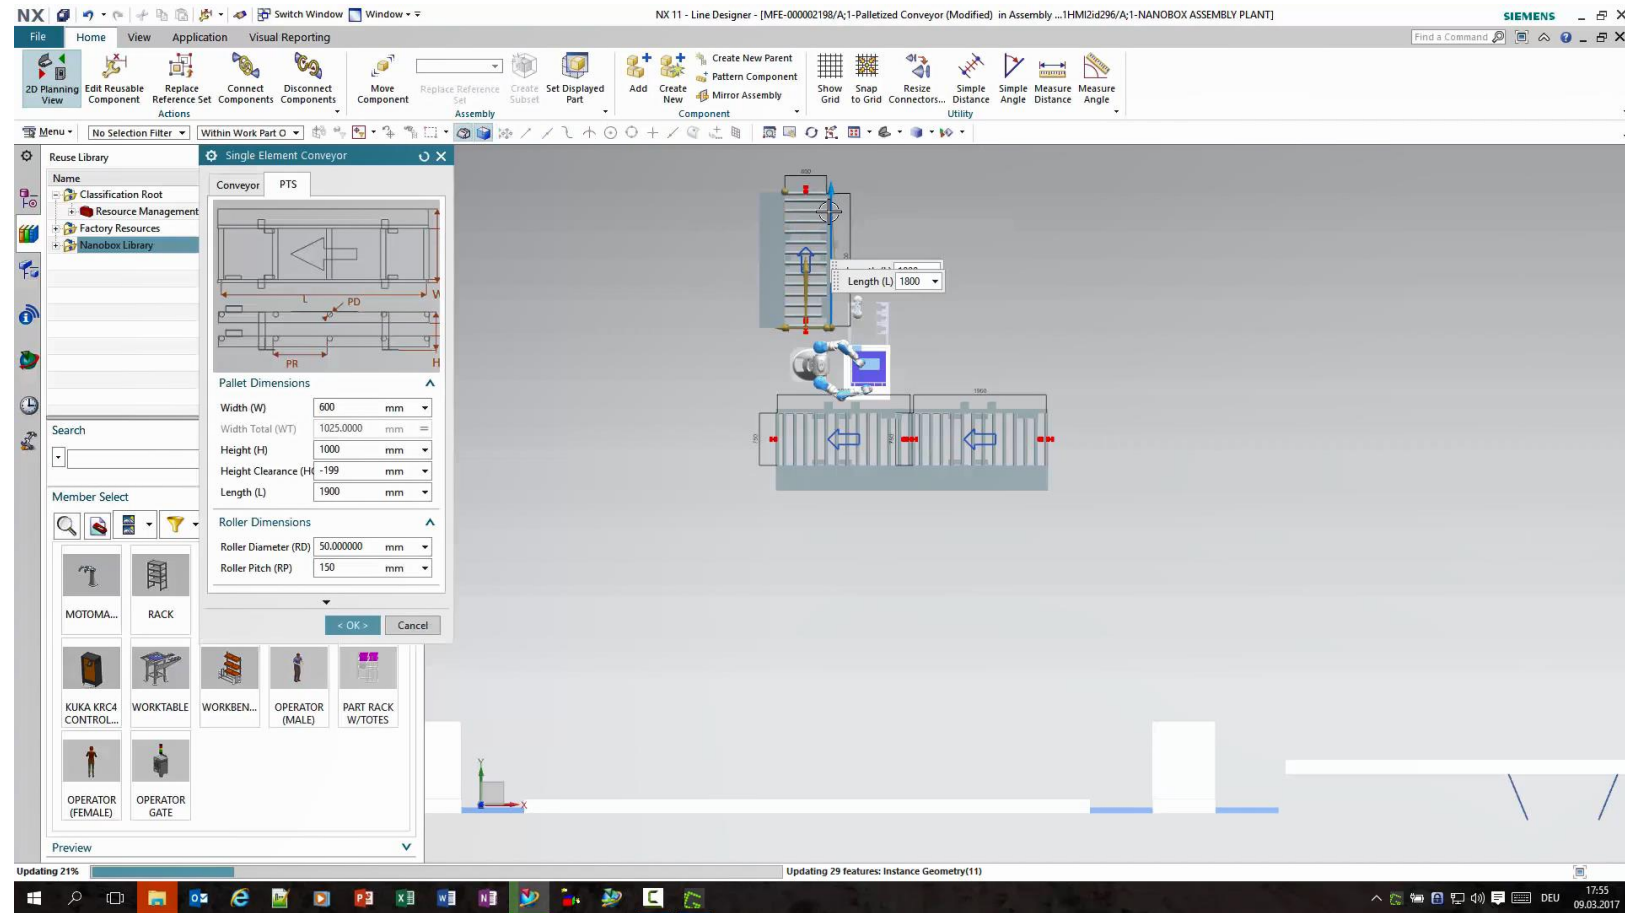 NX
Switch Window
Window
NX 11 - Line Designer - [MFE-000002198/A;1-Palletized Conveyor (Modified) in Assembly ...1HMI2id296/A;1-NANOBOX ASSEMBLY PLANT]
SIEMENS
File Home View Application Visual Reporting
Find a Command
2D Planning View
Edit Reusable Component
Replace Reference Set
Connect Components
Disconnect Components
Actions
Move Component
Replace Reference Set
Create Subset
Set Displayed Part
Assembly
Add
Create New
Create New Parent
Pattern Component
Mirror Assembly
Component
Show Grid
Snap to Grid
Resize Connectors...
Simple Distance
Simple Angle
Measure Distance
Measure Angle
Utility
Menu
No Selection Filter
Within Work Part O
Reuse Library
Name
Classification Root
Resource Management
Factory Resources
Nanobox Library
Search
Member Select
MOTOMA...
RACK
KUKA KRC4 CONTROL...
WORKTABLE
WORKBEN...
OPERATOR (MALE)
PART RACK W/TOTES
OPERATOR (FEMALE)
OPERATOR GATE
Preview
Single Element Conveyor
Conveyor PTS
L
W
PD
PR
H
Pallet Dimensions
Width (W) 600 mm
Width Total (WT) 1025.0000 mm =
Height (H) 1000 mm
Height Clearance (HC -199 mm
Length (L) 1900 mm
Roller Dimensions
Roller Diameter (RD) 50.000000 mm
Roller Pitch (RP) 150 mm
< OK > Cancel
600
Length (L) 1800
1900
750
Y
X
Updating 21%
Updating 29 features: Instance Geometry(11)
DEU
17:55
09.03.2017